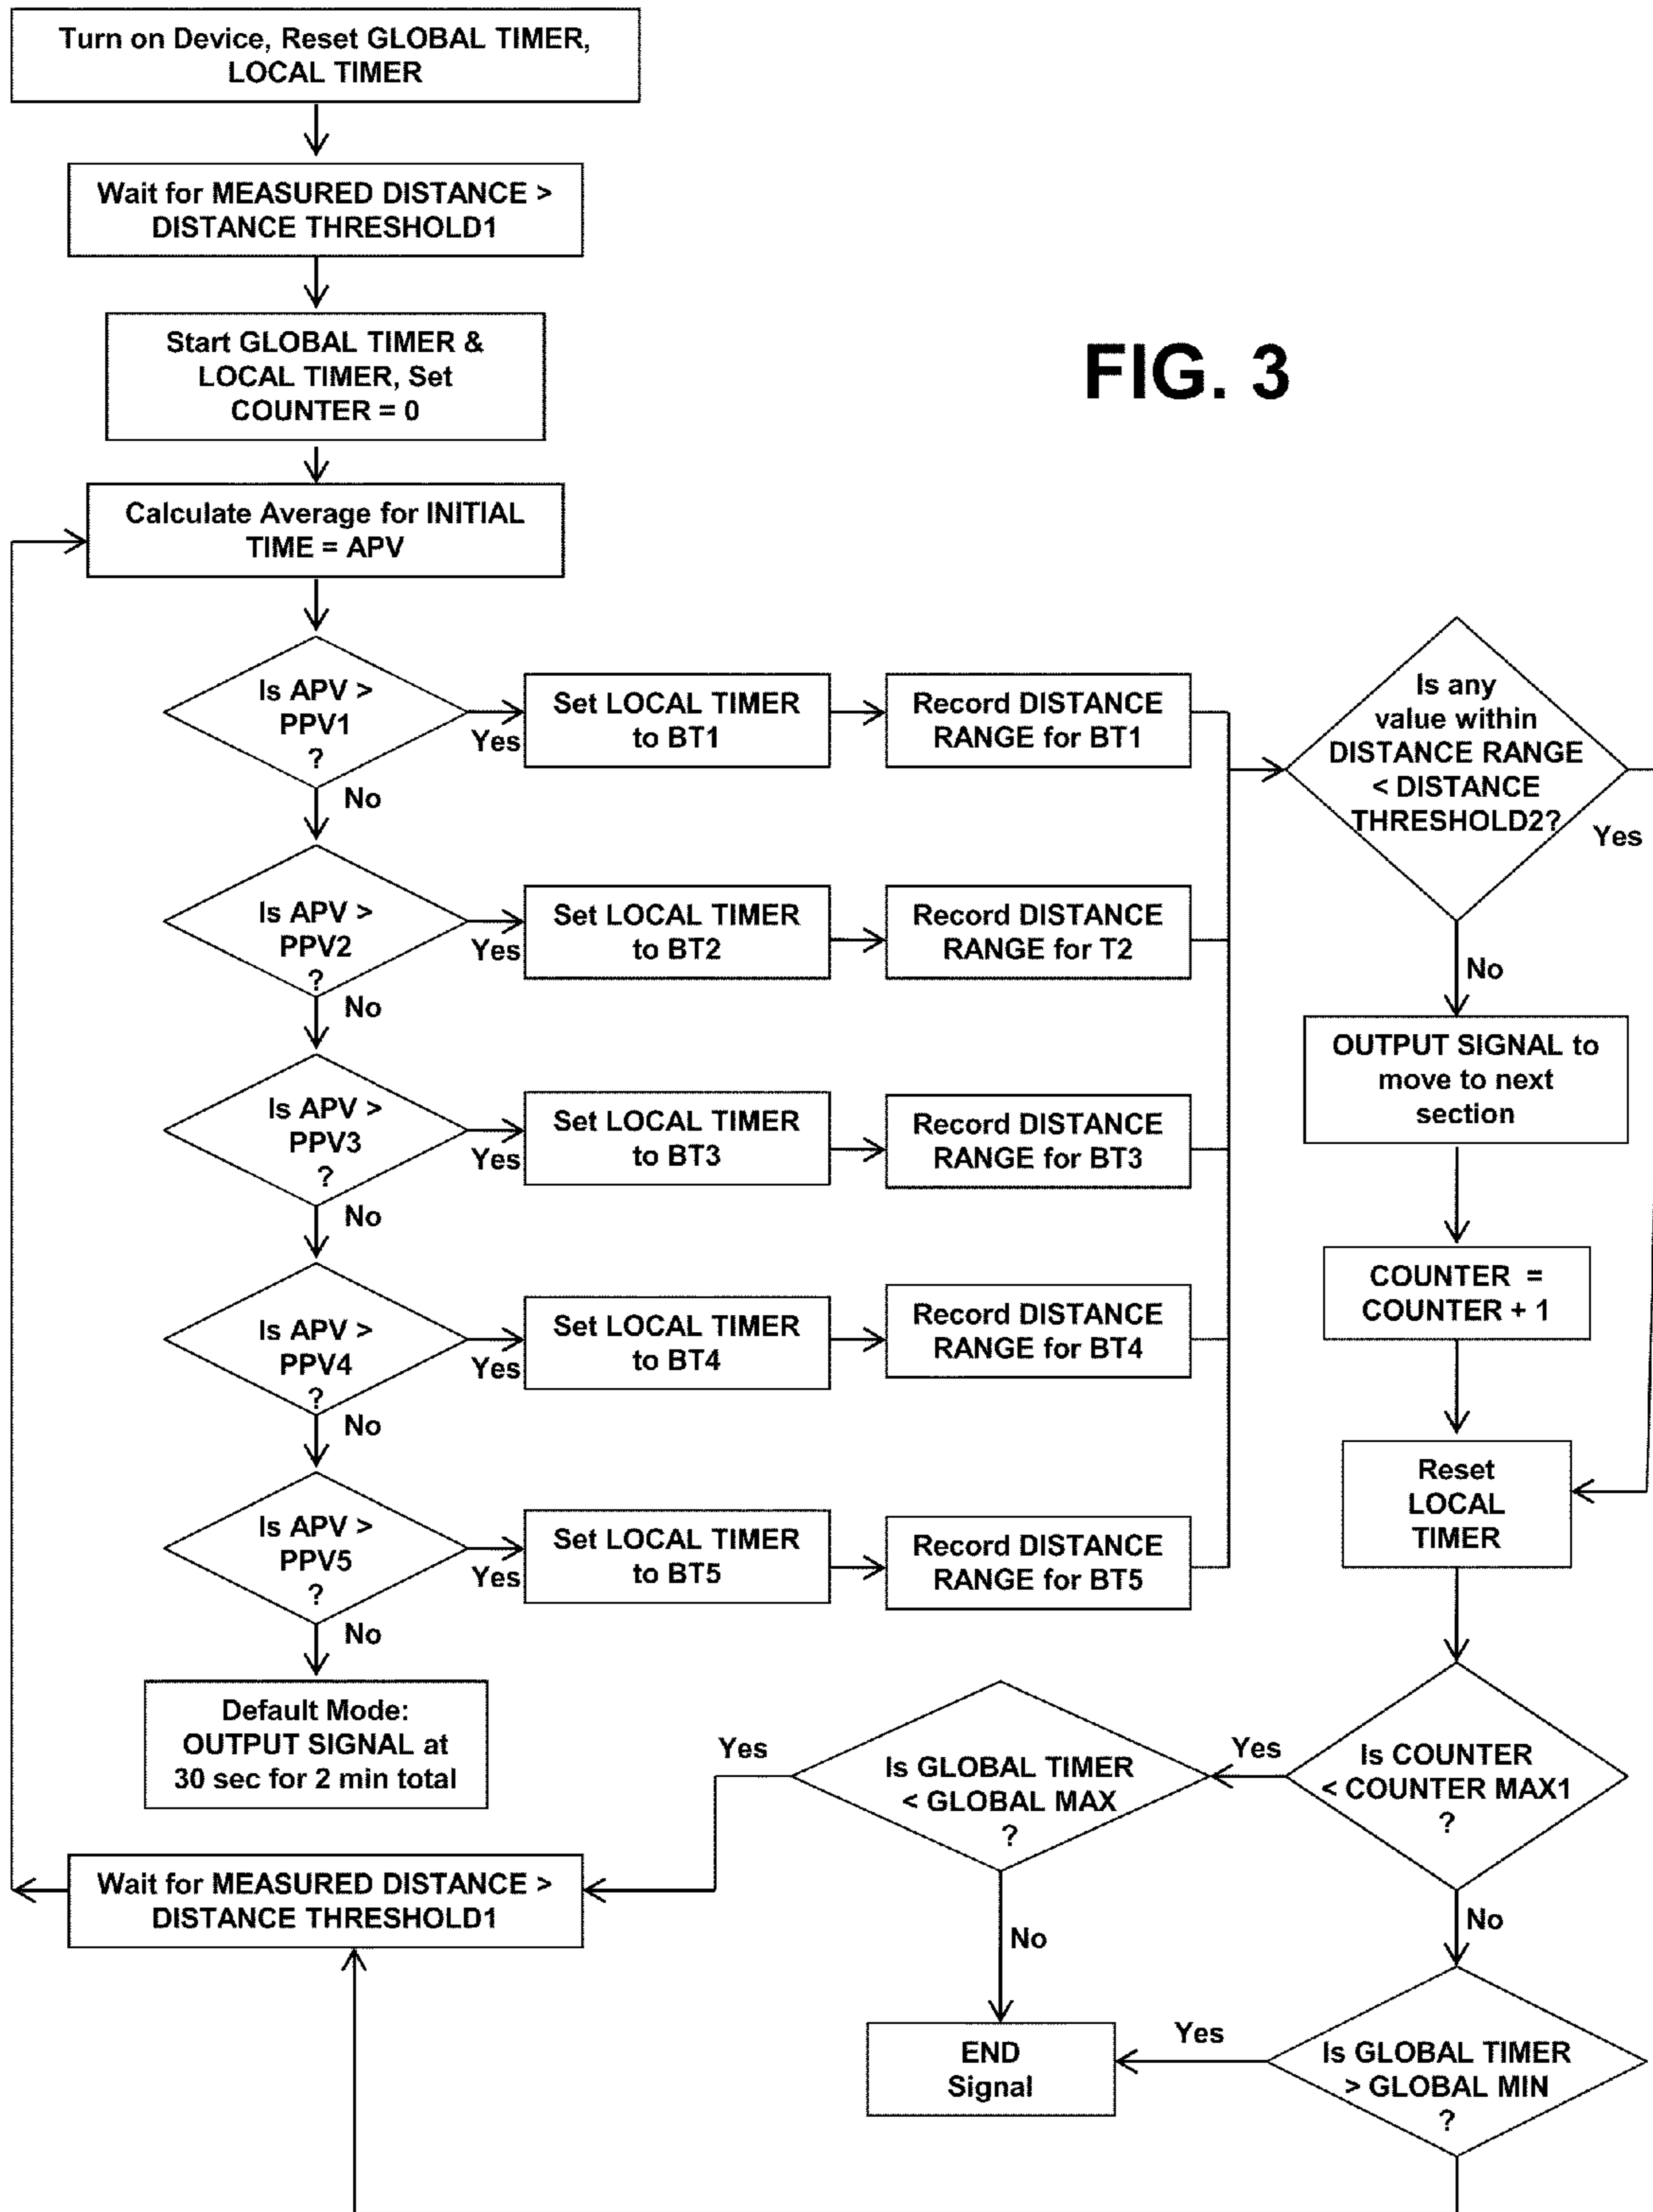 Turn on Device, Reset GLOBAL TIMER,
LOCAL TIMER
Wait for MEASURED DISTANCE >
DISTANCE THRESHOLD1
Start GLOBAL TIMER &
LOCAL TIMER, Set
COUNTER = 0
FIG. 3
Calculate Average for INITIAL
TIME = APV
Is APV >
PPV1
?
Yes
No
Set LOCAL TIMER
to BT1
Record DISTANCE
RANGE for BT1
Is APV >
PPV2
?
Yes
No
Set LOCAL TIMER
to BT2
Record DISTANCE
RANGE for T2
Is APV >
PPV3
?
Yes
No
Set LOCAL TIMER
to BT3
Record DISTANCE
RANGE for BT3
Is APV >
PPV4
?
Yes
No
Set LOCAL TIMER
to BT4
Record DISTANCE
RANGE for BT4
Is APV >
PPV5
?
Yes
No
Set LOCAL TIMER
to BT5
Record DISTANCE
RANGE for BT5
Default Mode:
OUTPUT SIGNAL at
30 sec for 2 min total
Is any
value within
DISTANCE RANGE
< DISTANCE
THRESHOLD2?
Yes
No
OUTPUT SIGNAL to
move to next
section
COUNTER =
COUNTER + 1
Reset
LOCAL
TIMER
Is COUNTER
< COUNTER MAX1
?
Yes
No
Is GLOBAL TIMER
< GLOBAL MAX
?
Yes
No
Wait for MEASURED DISTANCE >
DISTANCE THRESHOLD1
Is GLOBAL TIMER
> GLOBAL MIN
?
Yes
END
Signal